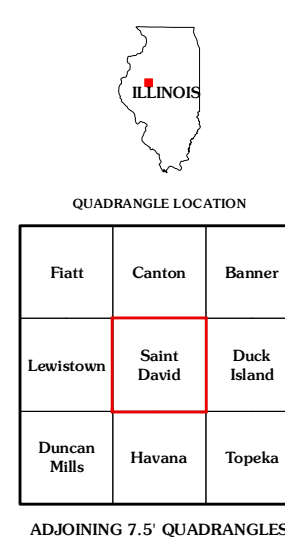 ILLINOIS
QUADRANGLE LOCATION
Fiatt
Canton
Banner
Lewistown
Saint
David
Duck
Island
Duncan
Mills
Havana
Topeka
ADJOINING 7.5' QUADRANGLES